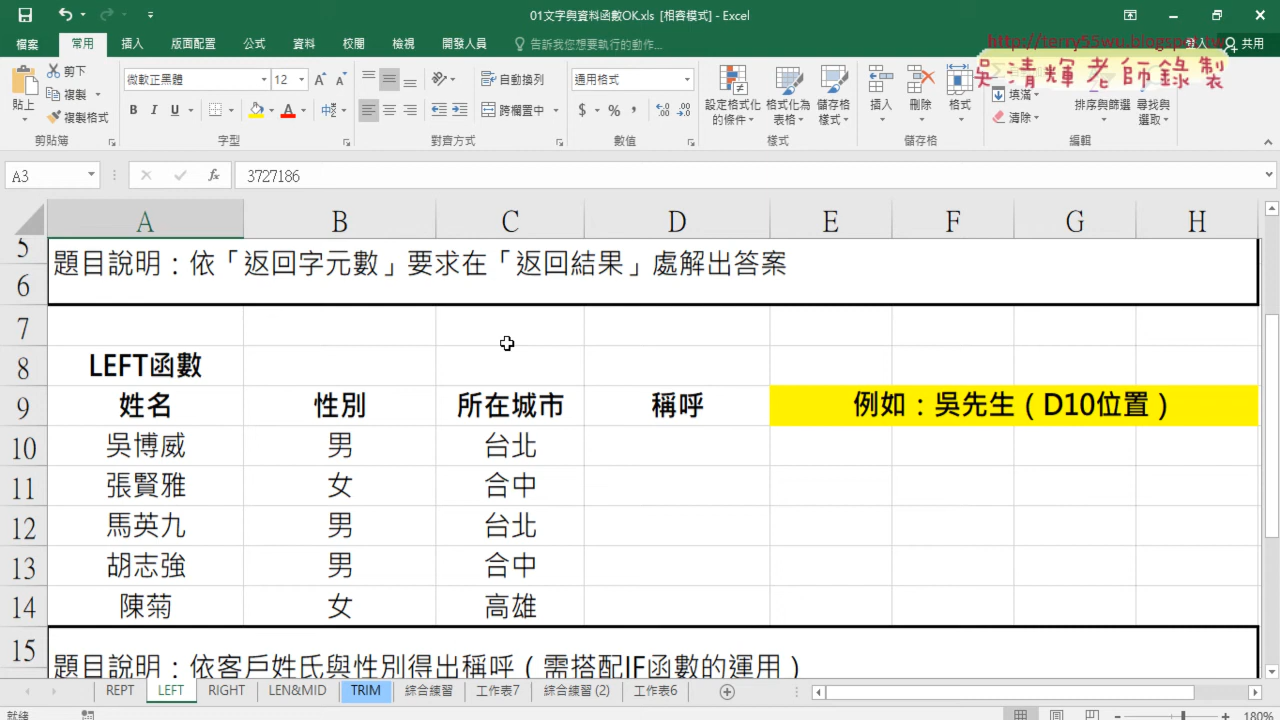 01文字與資料函數OK.xls [相容模式] - Excel
檔案 常用 插入 版面配置 公式 資料 校閱 檢視 開發人員 告訴我您想要執行的動作... 共用
http://terry55wu.blogspot.tw
吳清輝老師錄製
貼上 剪下 複製 複製格式
微軟正黑體 12
B I U A 中
自動換列
跨欄置中
通用格式
$ % ,
設定格式化的條件 格式化為表格 儲存格樣式
插入 刪除 格式
填滿 清除
排序與篩選 尋找與選取
剪貼簿 字型 對齊方式 數值 樣式 儲存格 編輯
A3 fx 3727186
A B C D E F G H
5
6 題目說明：依「返回字元數」要求在「返回結果」處解出答案
7
8 LEFT函數
9 姓名 性別 所在城市 稱呼 例如：吳先生（D10位置）
10 吳博威 男 台北
11 張賢雅 女 合中
12 馬英九 男 台北
13 胡志強 男 合中
14 陳菊 女 高雄
15 題目說明：依客戶姓氏與性別得出稱呼（需搭配IF函數的運用）
REPT LEFT RIGHT LEN&MID TRIM 綜合練習 工作表7 綜合練習 (2) 工作表6
就緒 180%